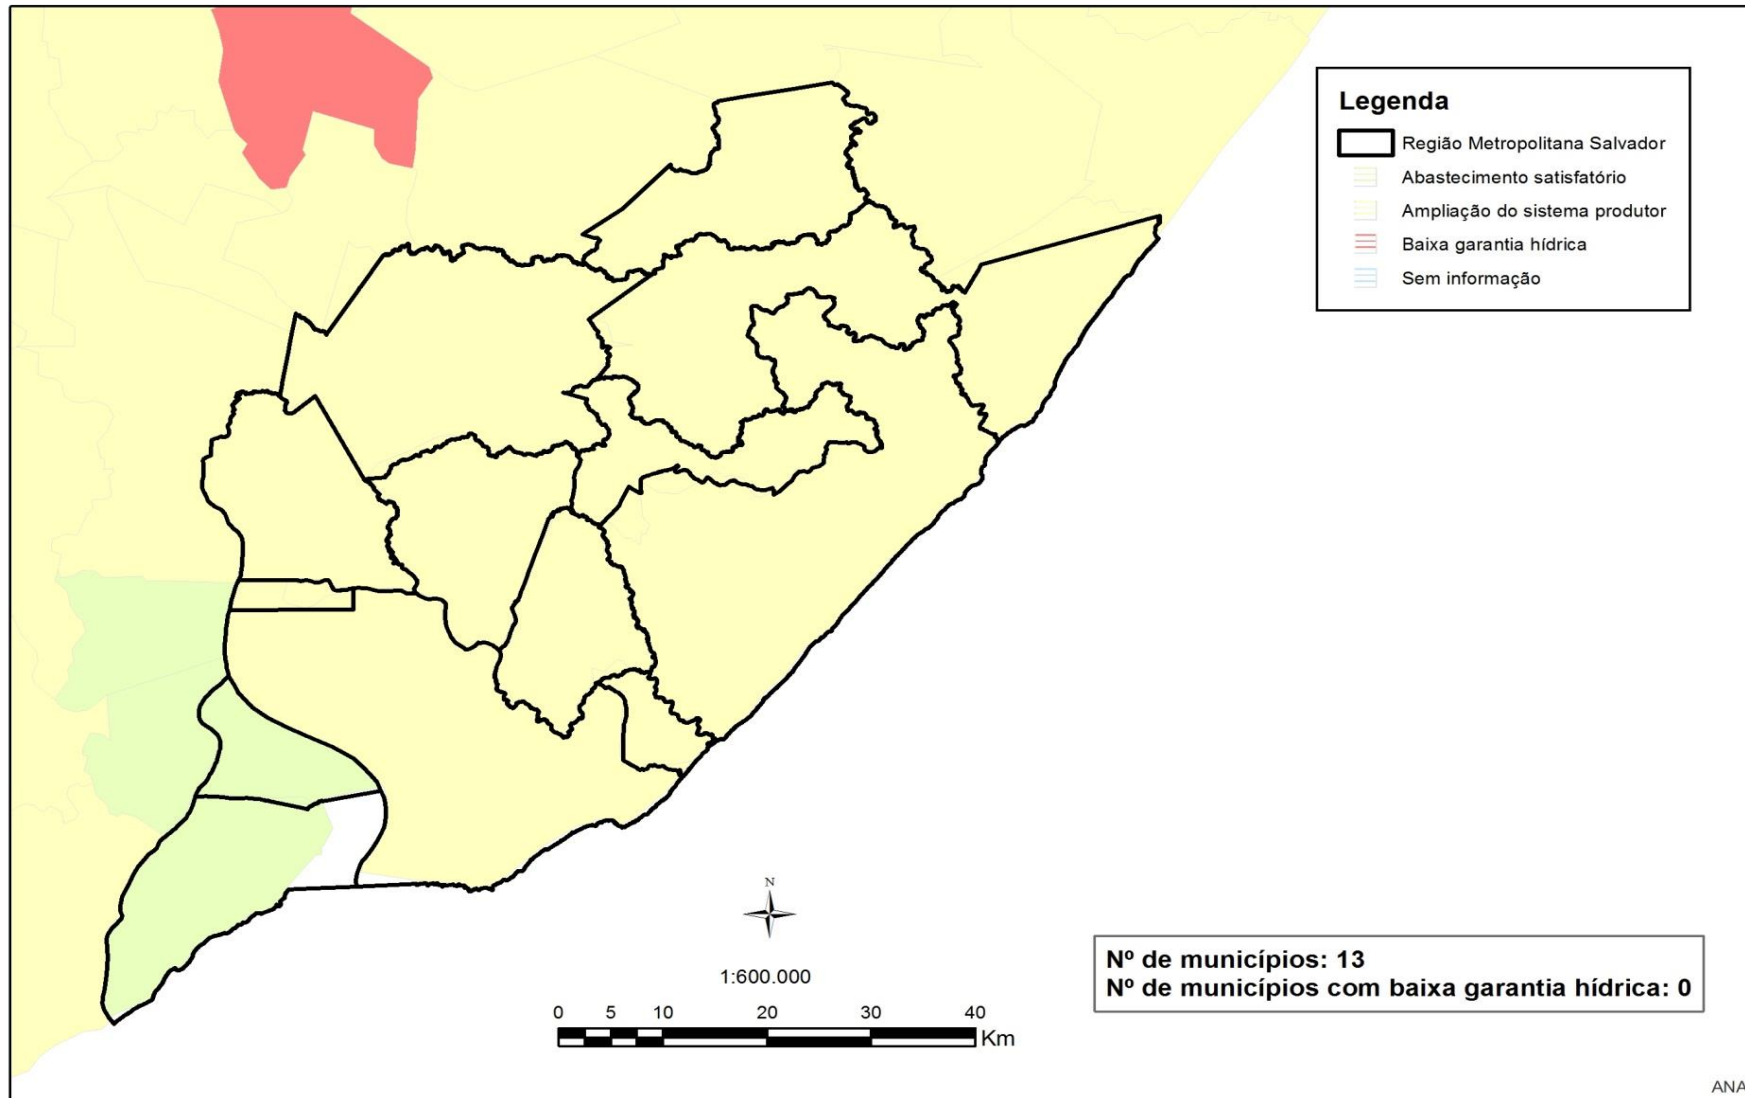 Legenda
Região Metropolitana Salvador
Abastecimento satisfatório
Ampliação do sistema produtor
Baixa garantia hídrica
Sem informação
N
1:600.000
0 5 10 20 30 40
Km
Nº de municípios: 13
Nº de municípios com baixa garantia hídrica: 0
ANA